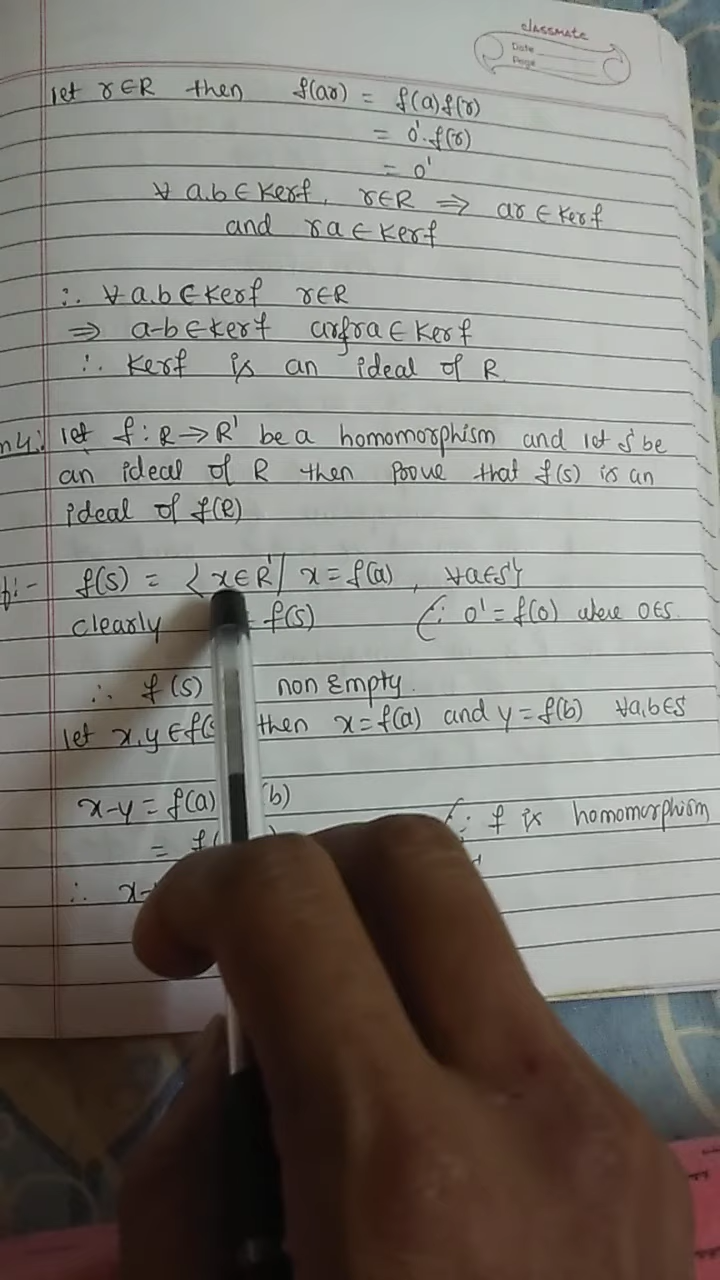 classmate
Date
Page
let r∈R then f(ar) = f(a)f(r)
= 0'.f(r)
= 0'
∀ a,b ∈ Kerf, r∈R ⇒ ar ∈ Kerf
and ra ∈ Kerf
∴ ∀ a,b ∈ Kerf r∈R
⇒ a-b ∈ Kerf ar,ra ∈ Kerf
∴ Kerf is an ideal of R
let f : R → R' be a homomorphism and let S be
an ideal of R then Prove that f(s) is an
ideal of f(R)
f(s) = {x∈R'/ x = f(a), ∀a∈S}
clearly f(s) (∵ 0' = f(0) where 0∈S.
∴ f(s) non Empty.
let x,y ∈ f( then x = f(a) and y = f(b) ∀a,b∈S
x-y = f(a) (b)
= f( (∵ f is homomorphism
∴ x-